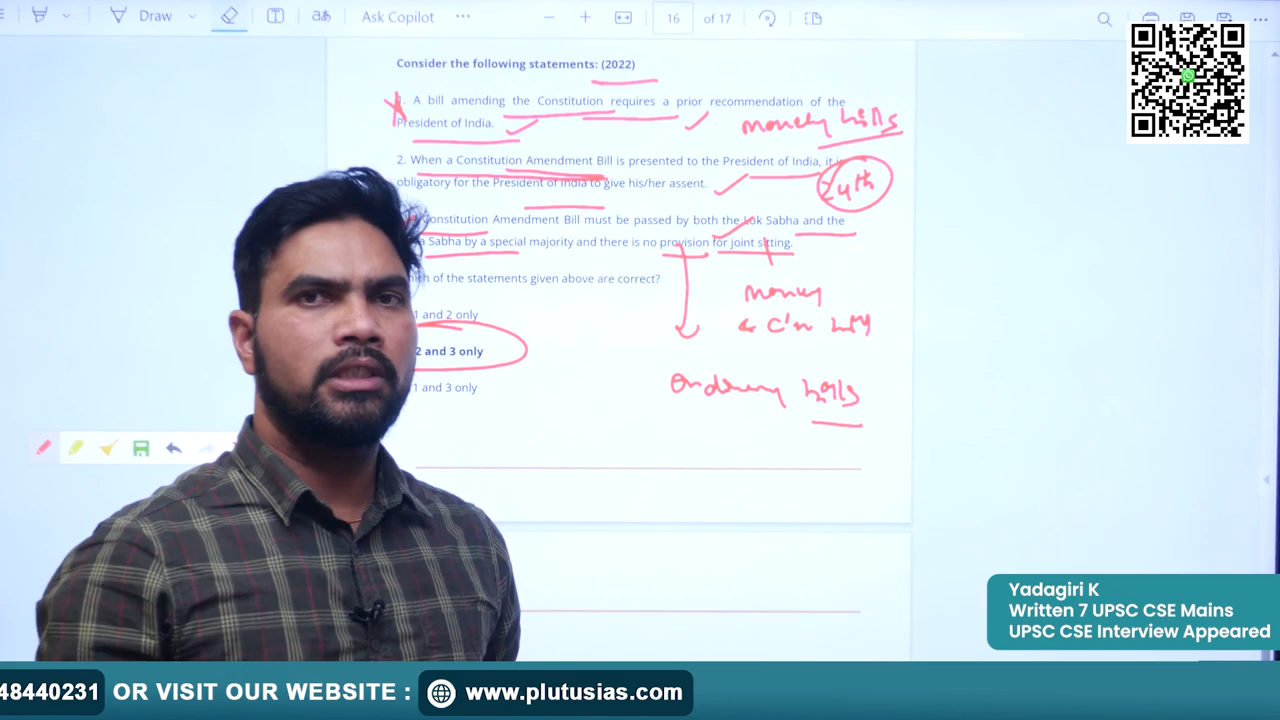 Draw
Ask Copilot
16 of 17
Consider the following statements: (2022)
1. A bill amending the Constitution requires a prior recommendation of the
President of India.
money bills
2. When a Constitution Amendment Bill is presented to the President of India, it is
obligatory for the President of India to give his/her assent.
24th
Constitution Amendment Bill must be passed by both the Lok Sabha and the
Sabha by a special majority and there is no provision for joint sitting.
of the statements given above are correct?
money
& C'n
1 and 2 only
2 and 3 only
1 and 3 only
ordinary bills
Yadagiri K
Written 7 UPSC CSE Mains
UPSC CSE Interview Appeared
48440231 OR VISIT OUR WEBSITE : www.plutusias.com